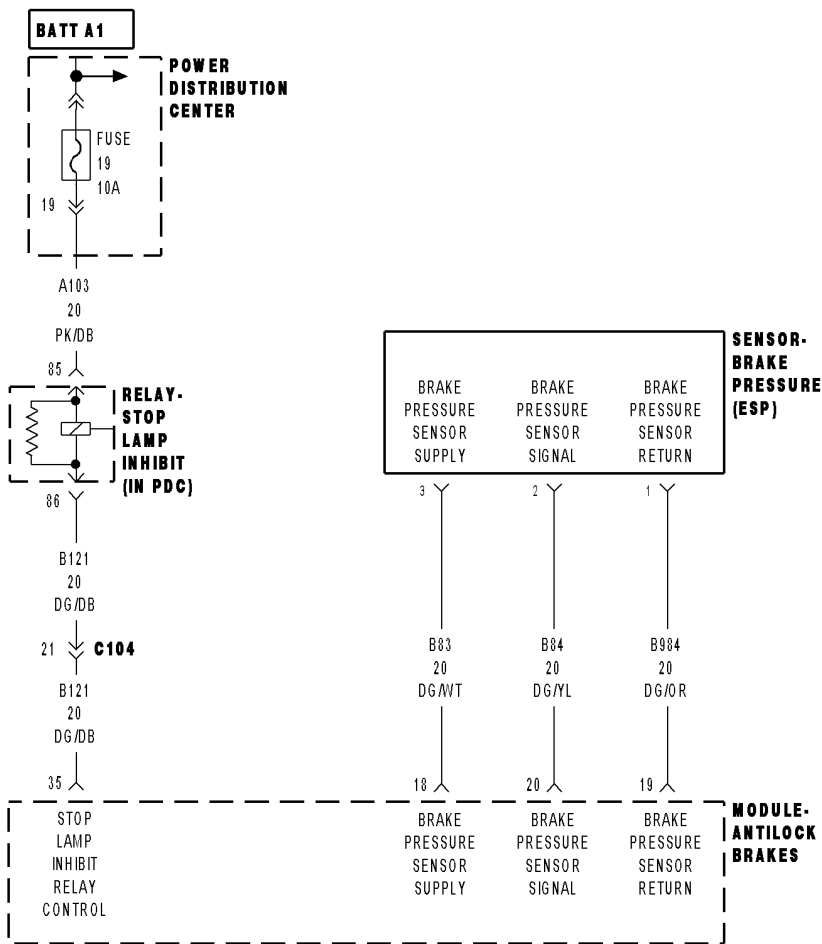 BATT A1
POWER
DISTRIBUTION
CENTER
FUSE
19
10A
19
A103
20
PK/DB
85
RELAY-
STOP
LAMP
INHIBIT
(IN PDC)
86
B121
20
DG/DB
21
C104
B121
20
DG/DB
35
SENSOR-
BRAKE
PRESSURE
(ESP)
BRAKE
PRESSURE
SENSOR
SUPPLY
BRAKE
PRESSURE
SENSOR
SIGNAL
BRAKE
PRESSURE
SENSOR
RETURN
3
2
1
B83
20
DG/WT
B84
20
DG/YL
B984
20
DG/OR
18
20
19
MODULE-
ANTILOCK
BRAKES
STOP
LAMP
INHIBIT
RELAY
CONTROL
BRAKE
PRESSURE
SENSOR
SUPPLY
BRAKE
PRESSURE
SENSOR
SIGNAL
BRAKE
PRESSURE
SENSOR
RETURN